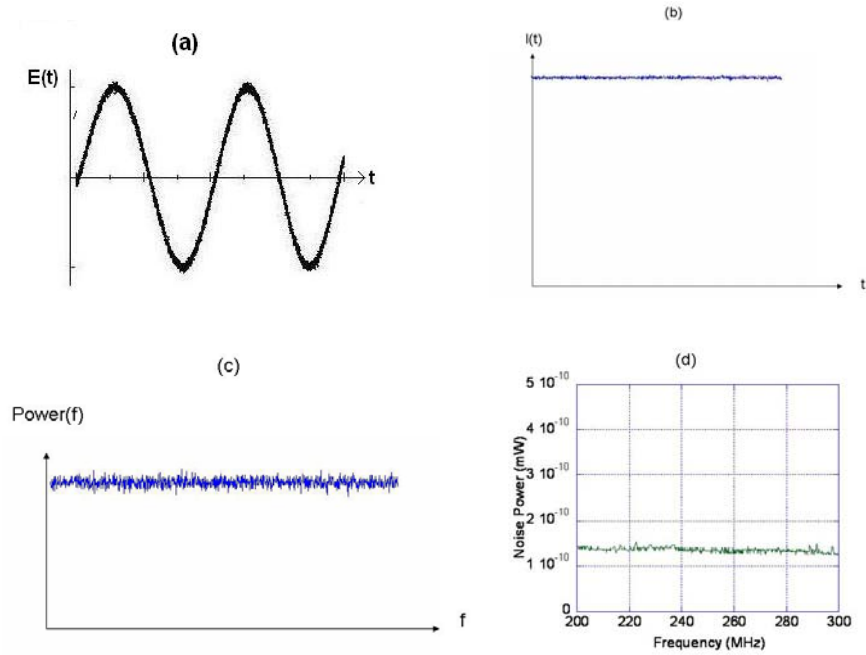 (a)
E(t)
t
(b)
I(t)
t
(c)
Power(f)
f
(d)
5 10^-10
4 10^-10
3 10^-10
2 10^-10
1 10^-10
0
Noise Power (mW)
200 220 240 260 280 300
Frequency (MHz)